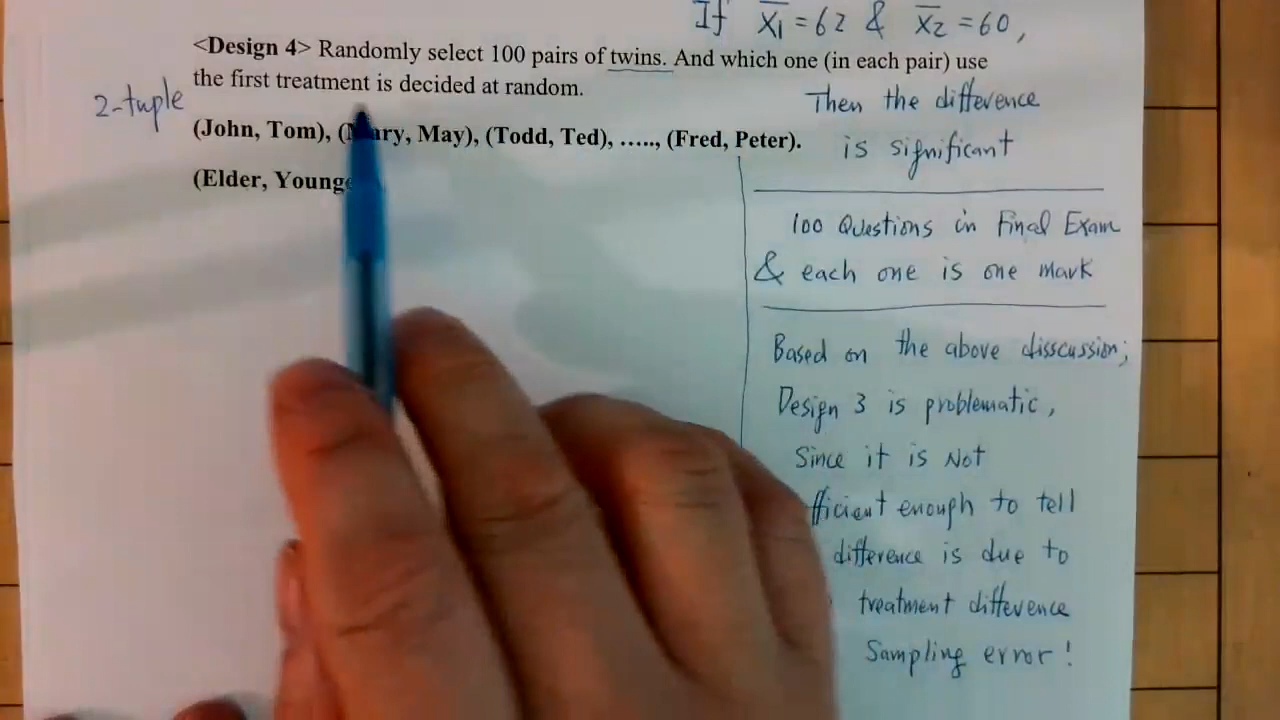 If x̄1 = 62 & x̄2 = 60,
<Design 4> Randomly select 100 pairs of twins. And which one (in each pair) use
the first treatment is decided at random.
2-tuple
(John, Tom), (Mary, May), (Todd, Ted), ….., (Fred, Peter).
(Elder,
Then the difference
is significant
100 Questions in Final Exam
& each one is one mark
Based on the above disscussion;
Design 3 is problematic,
Since it is Not
enough to tell
difference is due to
treatment difference
Sampling error!